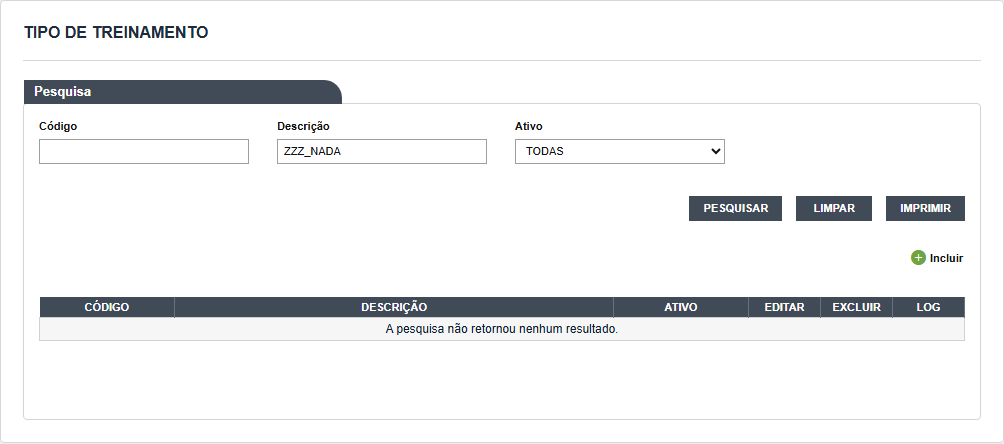 TIPO DE TREINAMENTO
Pesquisa
Código Descrição Ativo
ZZZ_NADA TODAS
PESQUISAR LIMPAR IMPRIMIR
Incluir
CÓDIGO DESCRIÇÃO ATIVO EDITAR EXCLUIR LOG
A pesquisa não retornou nenhum resultado.